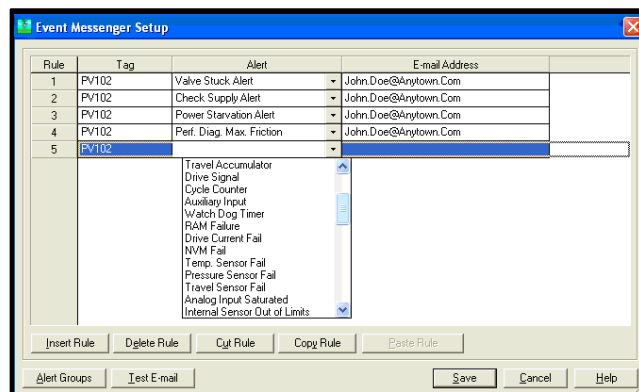 Event Messenger Setup
Rule Tag Alert E-mail Address
1 PV102 Valve Stuck Alert John.Doe@Anytown.Com
2 PV102 Check Supply Alert John.Doe@Anytown.Com
3 PV102 Power Starvation Alert John.Doe@Anytown.Com
4 PV102 Perf. Diag. Max. Friction John.Doe@Anytown.Com
5 PV102
Travel Accumulator
Drive Signal
Cycle Counter
Auxiliary Input
Watch Dog Timer
RAM Failure
Drive Current Fail
NVM Fail
Temp. Sensor Fail
Pressure Sensor Fail
Travel Sensor Fail
Analog Input Saturated
Internal Sensor Out of Limits
Insert Rule Delete Rule Cut Rule Copy Rule Paste Rule
Alert Groups Test E-mail Save Cancel Help